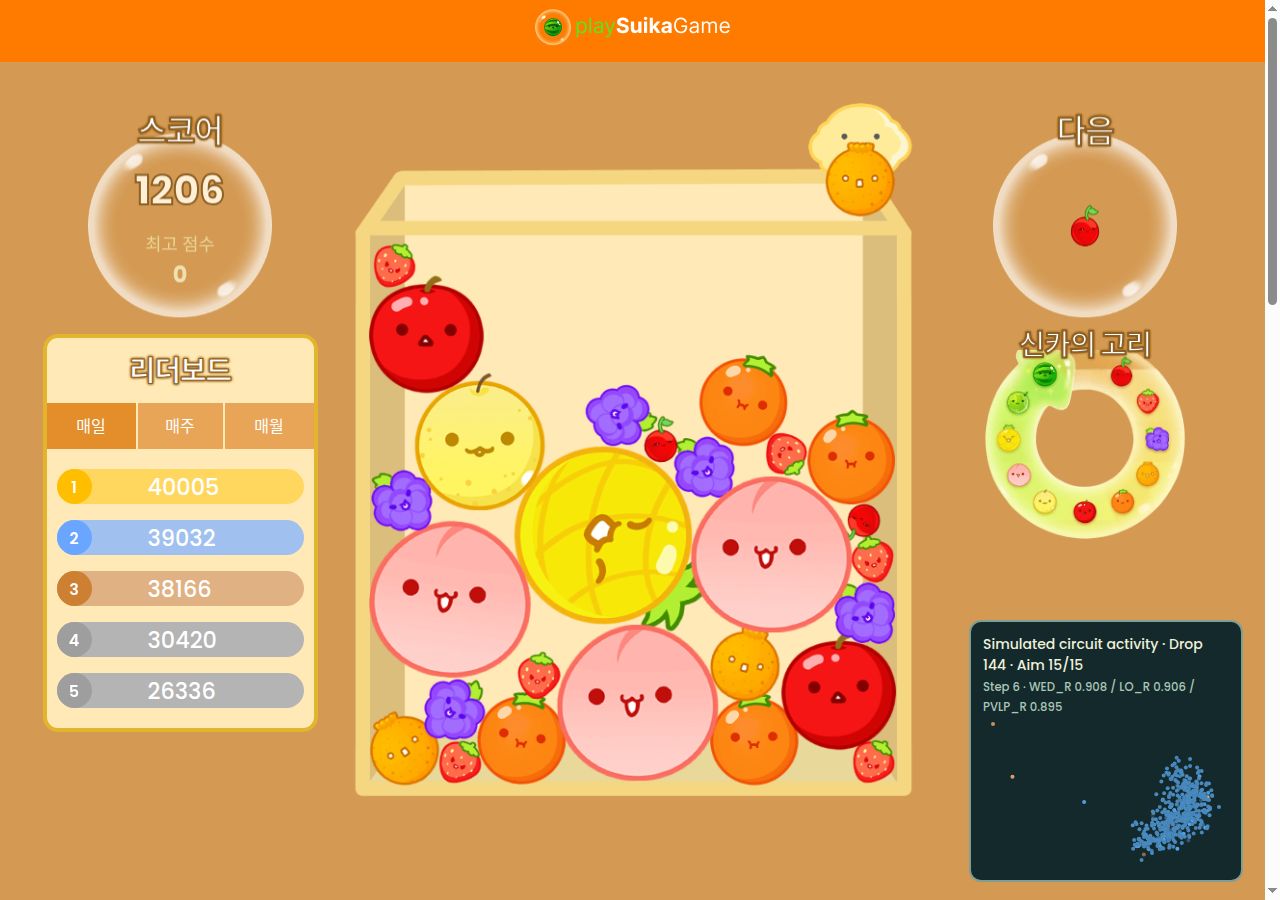 playSuikaGame
스코어
1206
최고 점수
0
리더보드
매일 매주 매월
1 40005
2 39032
3 38166
4 30420
5 26336
다음
신카의 고리
Simulated circuit activity · Drop
144 · Aim 15/15
Step 6 · WED_R 0.908 / LO_R 0.906 /
PVLP_R 0.895